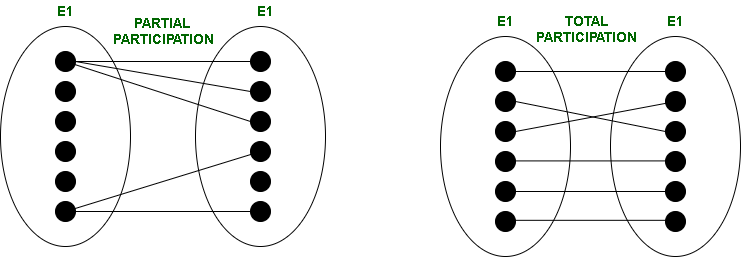 E1
PARTIAL
PARTICIPATION
E1
E1
TOTAL
PARTICIPATION
E1